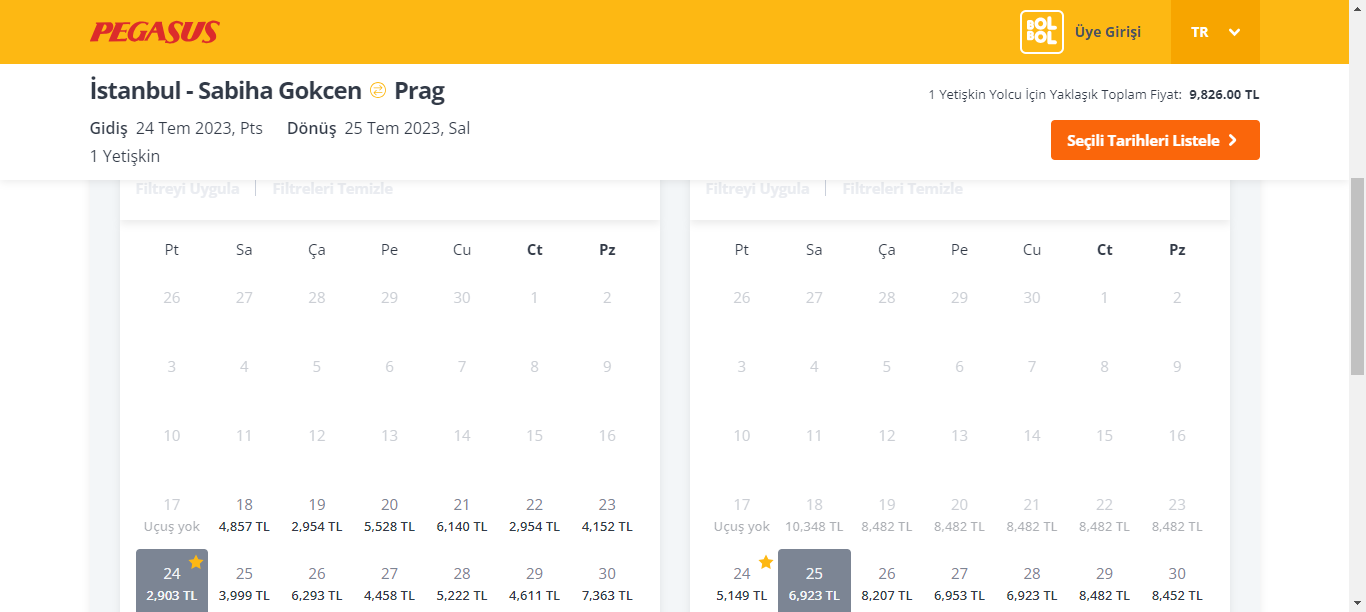 PEGASUS
BOL BOL Üye Girişi TR
İstanbul - Sabiha Gokcen Prag
1 Yetişkin Yolcu İçin Yaklaşık Toplam Fiyat: 9,826.00 TL
Gidiş 24 Tem 2023, Pts Dönüş 25 Tem 2023, Sal
1 Yetişkin
Seçili Tarihleri Listele
Filtreyi Uygula | Filtreleri Temizle
Pt Sa Ça Pe Cu Ct Pz
26 27 28 29 30 1 2
3 4 5 6 7 8 9
10 11 12 13 14 15 16
17 18 19 20 21 22 23
Uçuş yok 4,857 TL 2,954 TL 5,528 TL 6,140 TL 2,954 TL 4,152 TL
24 25 26 27 28 29 30
2,903 TL 3,999 TL 6,293 TL 4,458 TL 5,222 TL 4,611 TL 7,363 TL
Filtreyi Uygula | Filtreleri Temizle
Pt Sa Ça Pe Cu Ct Pz
26 27 28 29 30 1 2
3 4 5 6 7 8 9
10 11 12 13 14 15 16
17 18 19 20 21 22 23
Uçuş yok 10,348 TL 8,482 TL 8,482 TL 8,482 TL 8,482 TL 8,482 TL
24 25 26 27 28 29 30
5,149 TL 6,923 TL 8,207 TL 6,953 TL 6,923 TL 8,482 TL 8,452 TL